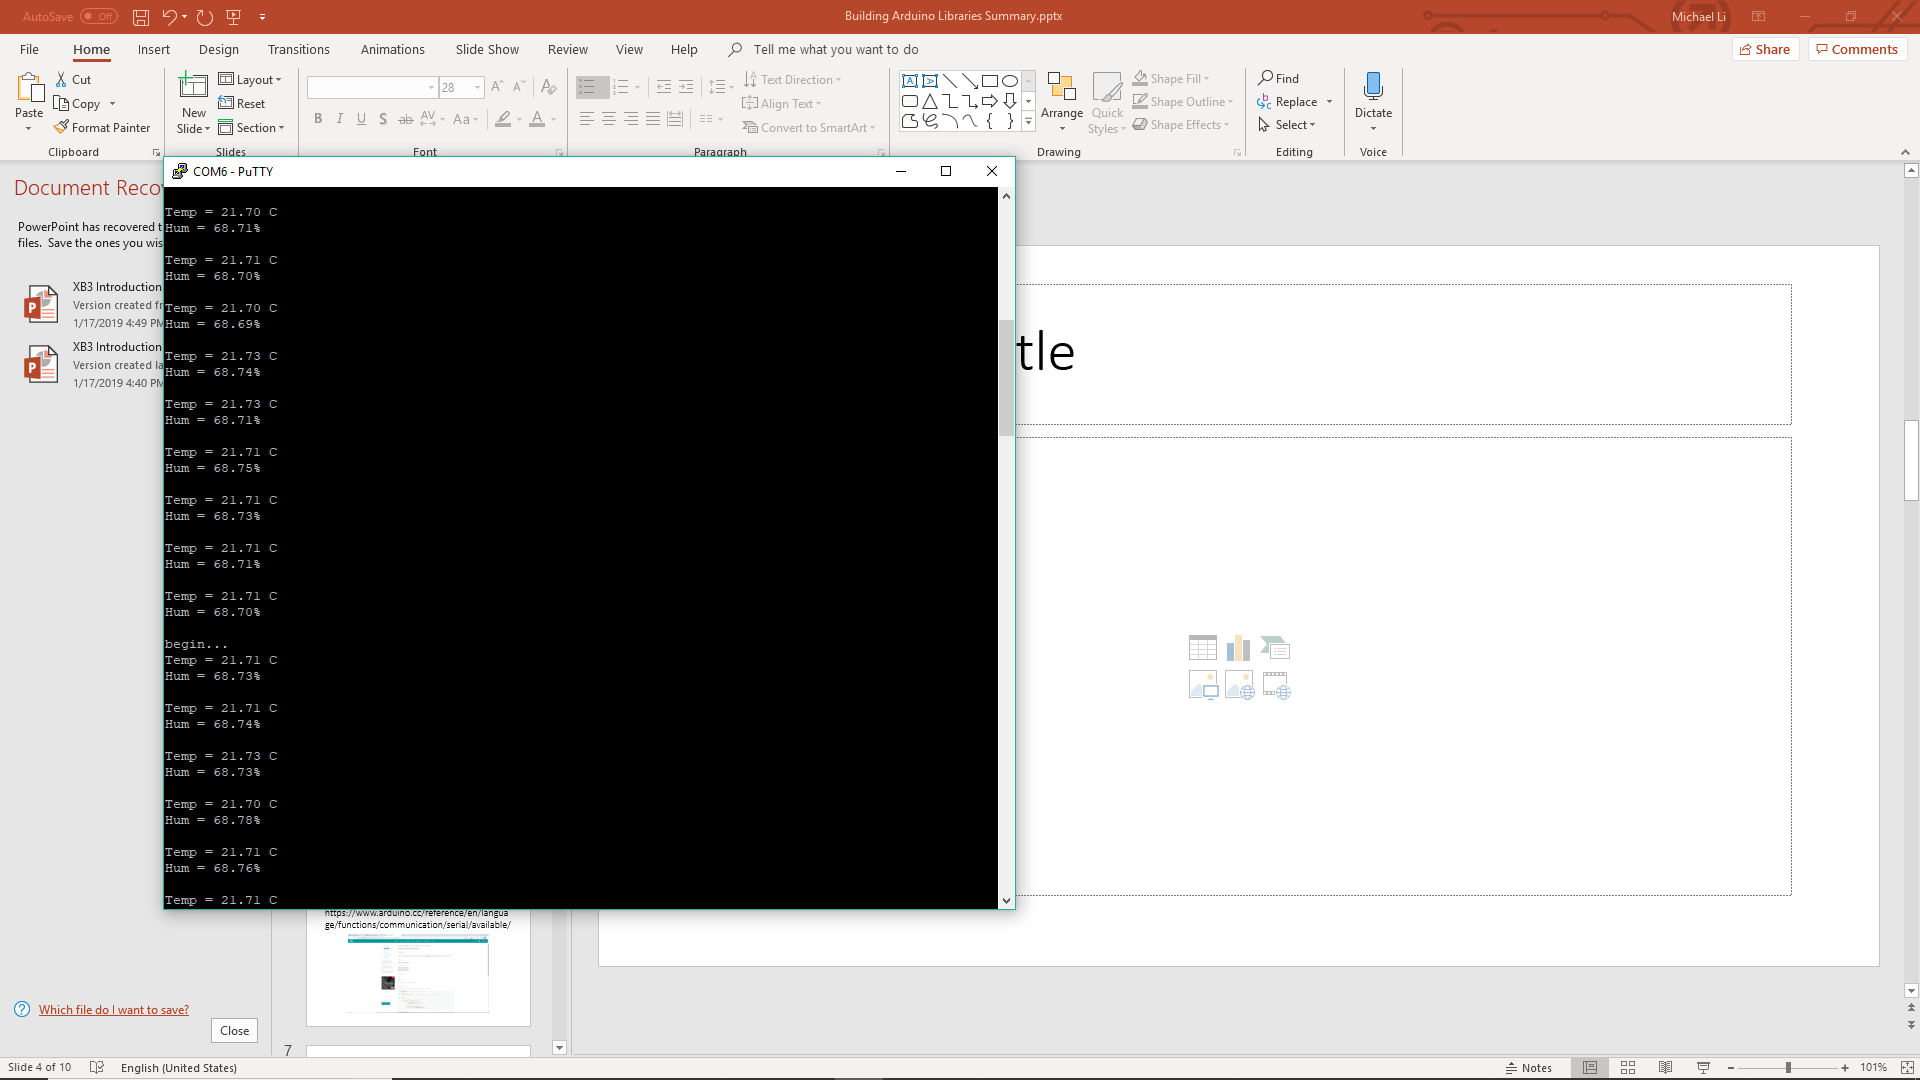 AutoSave Off
Building Arduino Libraries Summary.pptx
Michael Li
File Home Insert Design Transitions Animations Slide Show Review View Help Tell me what you want to do
Share Comments
Paste
Cut
Copy
Format Painter
Clipboard
New
Slide
Layout
Reset
Section
Slides
28
B I U S ab AV Aa A
Font
Text Direction
Align Text
Convert to SmartArt
Paragraph
Arrange
Quick
Styles
Shape Fill
Shape Outline
Shape Effects
Drawing
Find
Replace
Select
Editing
Dictate
Voice
Document Reco
PowerPoint has recovered t
files. Save the ones you wis
XB3 Introduction
Version created fr
1/17/2019 4:49 PM
XB3 Introduction
Version created la
1/17/2019 4:40 PM
Which file do I want to save?
Close
COM6 - PuTTY
Temp = 21.70 C
Hum = 68.71%
Temp = 21.71 C
Hum = 68.70%
Temp = 21.70 C
Hum = 68.69%
Temp = 21.73 C
Hum = 68.74%
Temp = 21.73 C
Hum = 68.71%
Temp = 21.71 C
Hum = 68.75%
Temp = 21.71 C
Hum = 68.73%
Temp = 21.71 C
Hum = 68.71%
Temp = 21.71 C
Hum = 68.70%
begin...
Temp = 21.71 C
Hum = 68.73%
Temp = 21.71 C
Hum = 68.74%
Temp = 21.73 C
Hum = 68.73%
Temp = 21.70 C
Hum = 68.78%
Temp = 21.71 C
Hum = 68.76%
Temp = 21.71 C
tle
https://www.arduino.cc/reference/en/langua
ge/functions/communication/serial/available/
7
Slide 4 of 10
English (United States)
Notes
101%